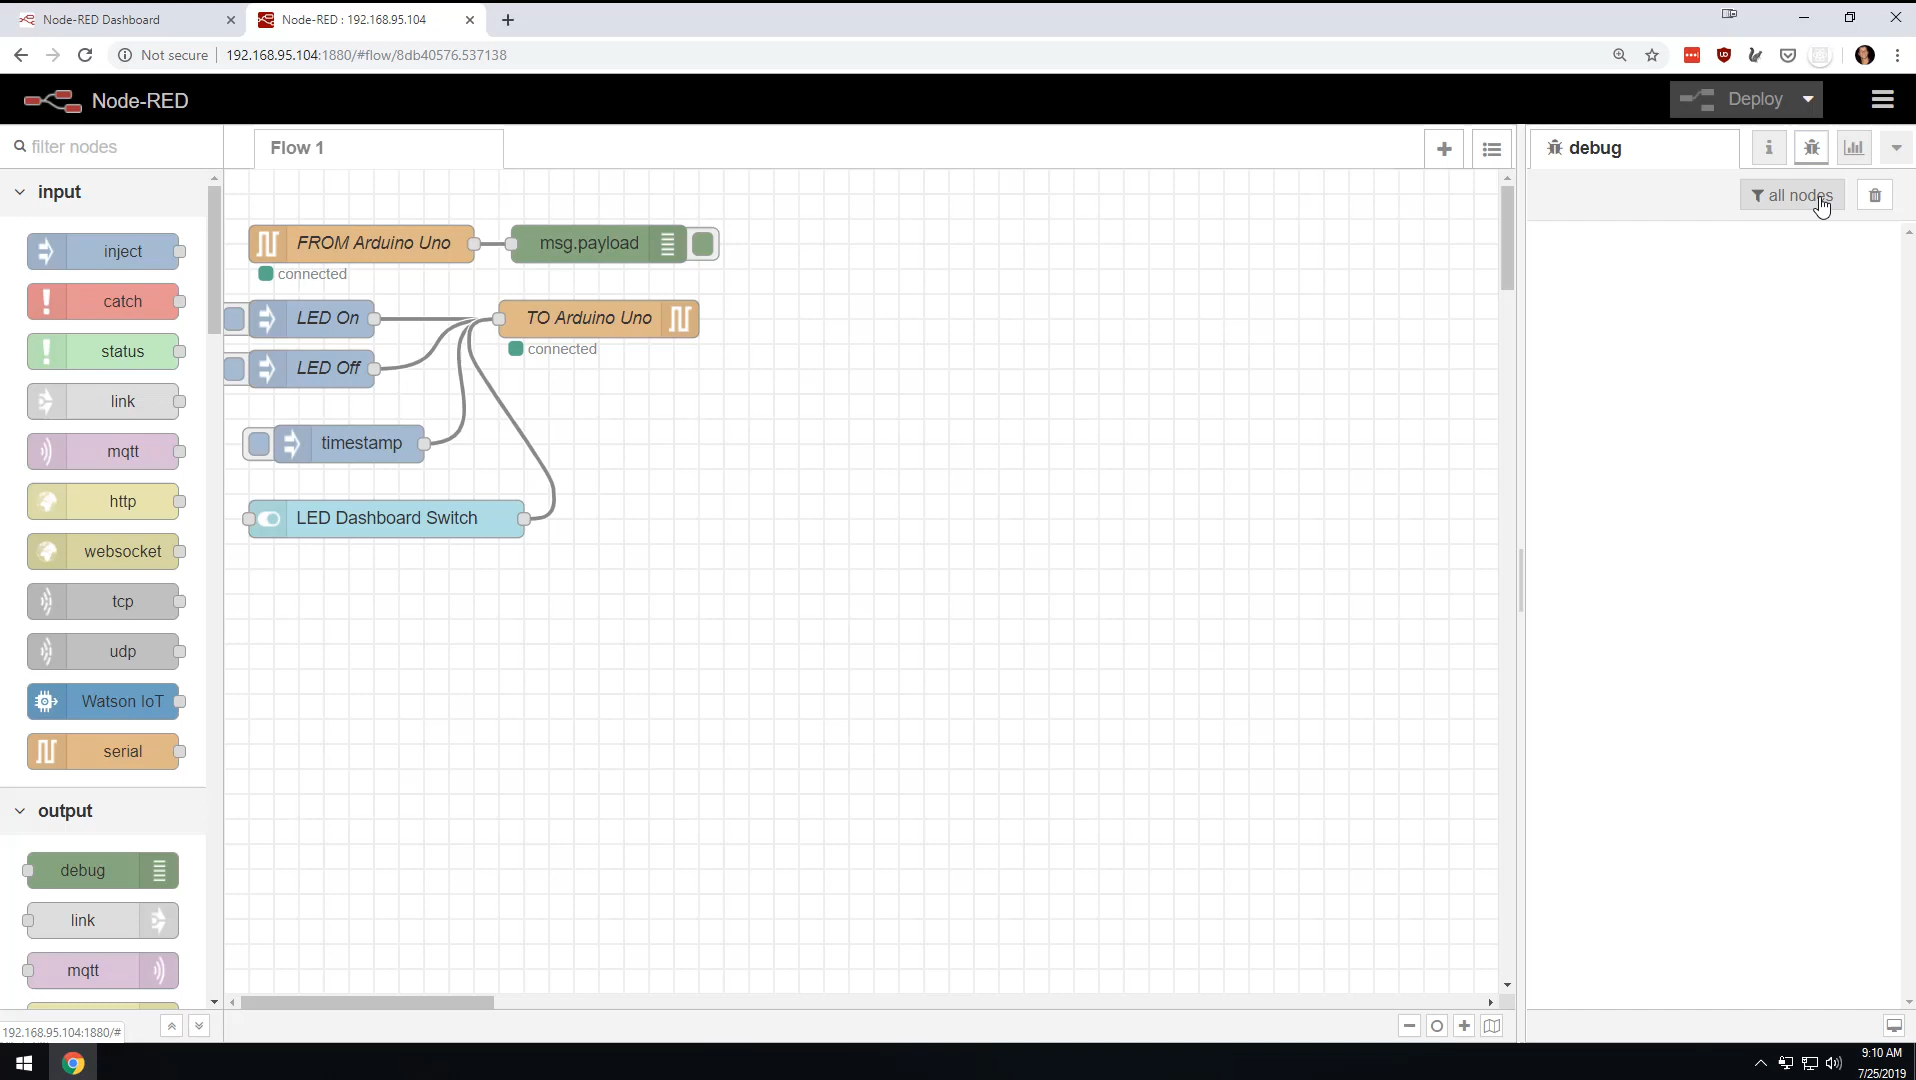 Node-RED Dashboard
Node-RED : 192.168.95.104
Not secure
192.168.95.104:1880/#flow/8db40576.537138
Node-RED
Deploy
filter nodes
Flow 1
debug
all nodes
input
inject
catch
status
link
mqtt
http
websocket
tcp
udp
Watson IoT
serial
output
debug
link
mqtt
FROM Arduino Uno
msg.payload
connected
LED On
TO Arduino Uno
connected
LED Off
timestamp
LED Dashboard Switch
192.168.95.104:1880/#
9:10 AM
7/25/2019